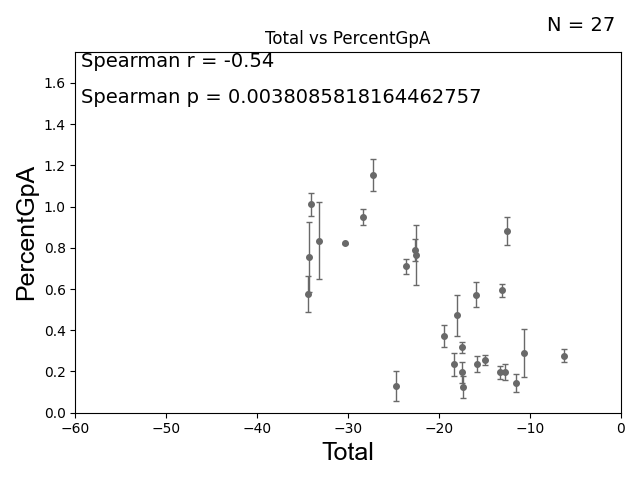 N = 27
Total vs PercentGpA
Spearman r = -0.54
Spearman p = 0.0038085818164462757
PercentGpA
1.6
1.4
1.2
1.0
0.8
0.6
0.4
0.2
0.0
−60 −50 −40 −30 −20 −10 0
Total